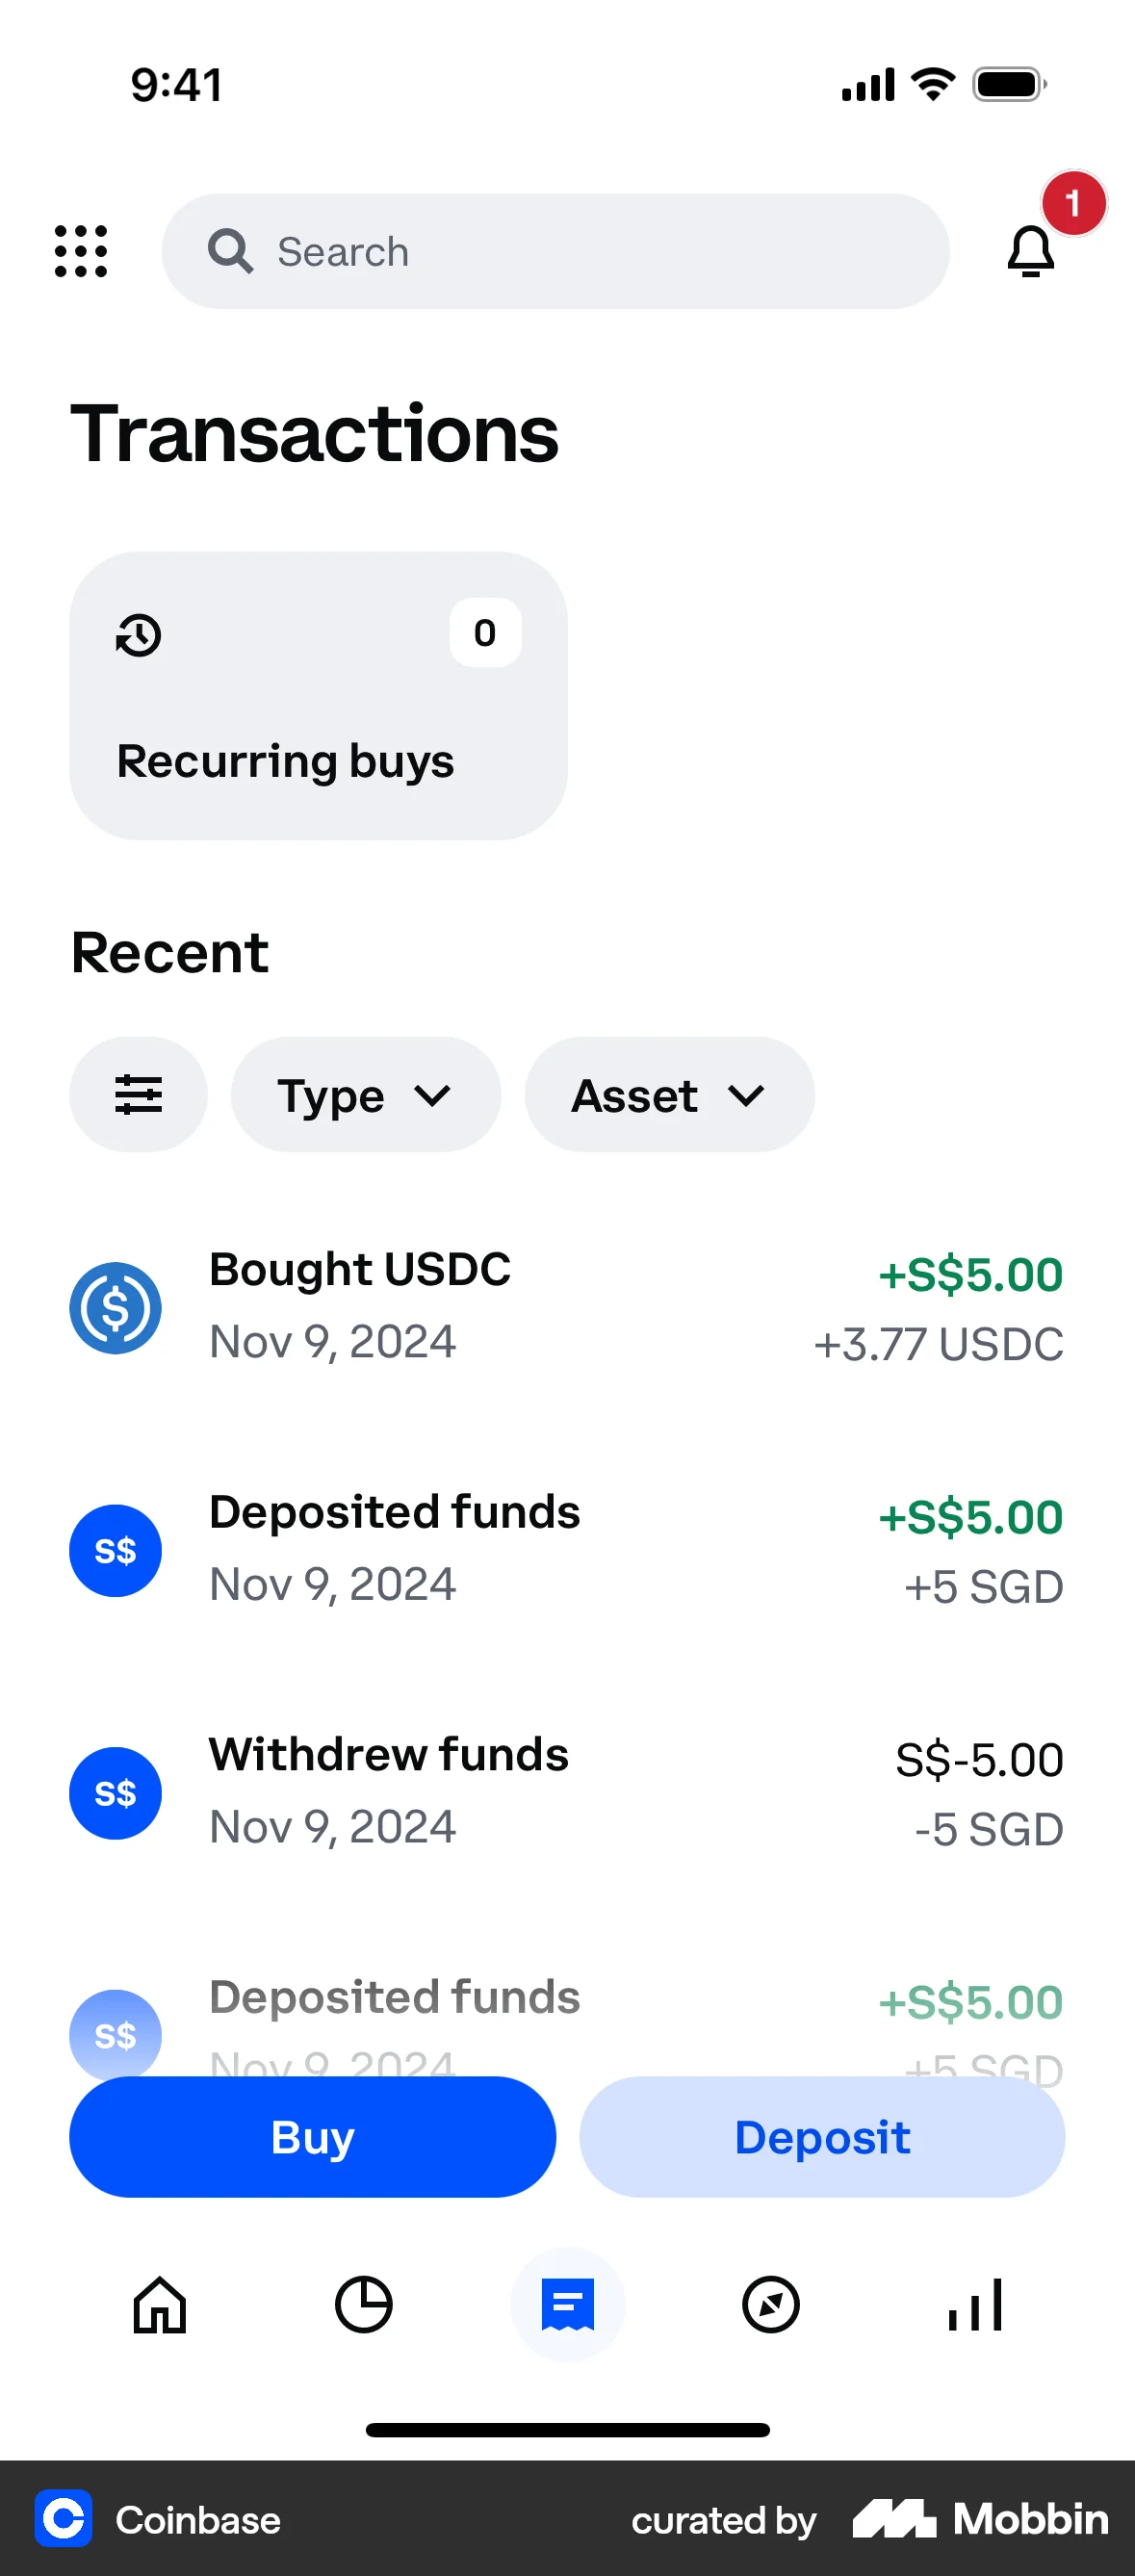 9:41
1
Search
Transactions
0
Recurring buys
Recent
Type Asset
Bought USDC +S$5.00
Nov 9, 2024 +3.77 USDC
Deposited funds +S$5.00
S$
Nov 9, 2024 +5 SGD
Withdrew funds S$-5.00
S$
Nov 9, 2024 -5 SGD
Deposited funds +S$5.00
S$
Nov 9, 2024 +5 SGD
Buy Deposit
Coinbase curated by Mobbin